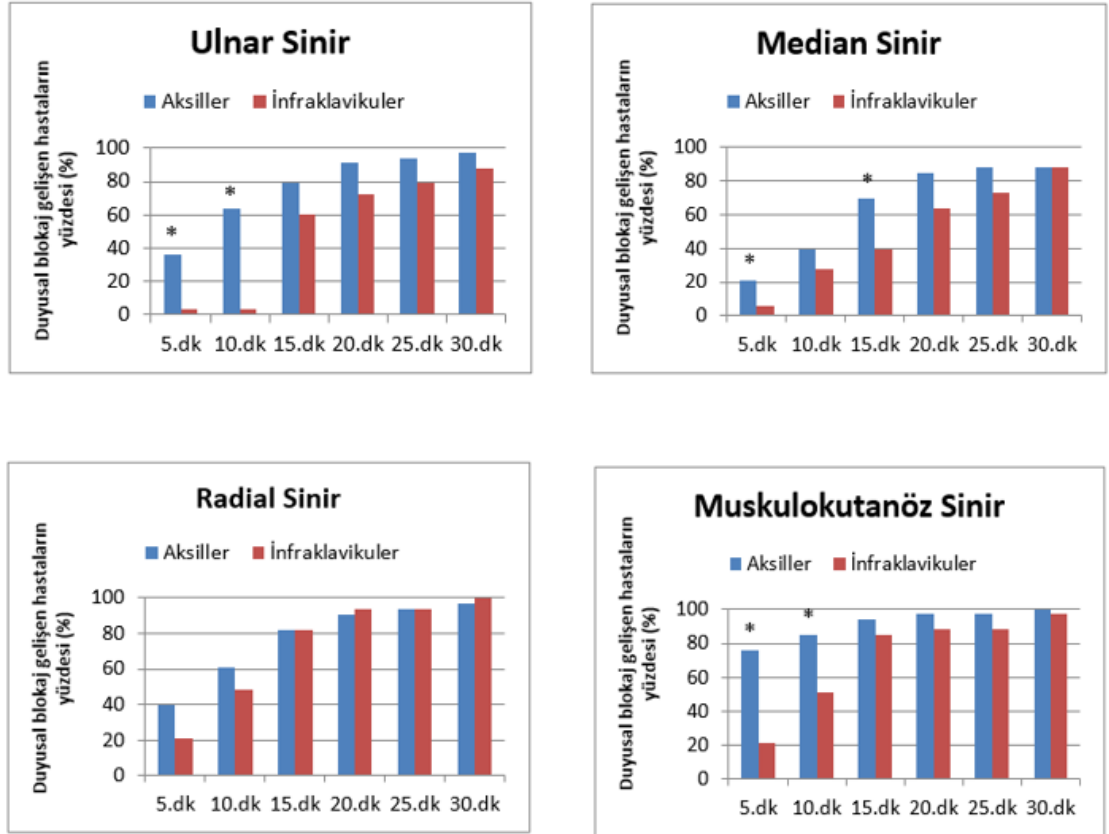 Ulnar Sinir
Aksiller İnfraklavikuler
Duyusal blokaj gelişen hastaların
yüzdesi (%)
100
80
60
40
20
0
* *
5.dk 10.dk 15.dk 20.dk 25.dk 30.dk
Median Sinir
Aksiller İnfraklavikuler
Duyusal blokaj gelişen hastaların
yüzdesi (%)
100
80
60
40
20
0
* *
5.dk 10.dk 15.dk 20.dk 25.dk 30.dk
Radial Sinir
Aksiller İnfraklavikuler
Duyusal blokaj gelişen hastaların
yüzdesi (%)
100
80
60
40
20
0
5.dk 10.dk 15.dk 20.dk 25.dk 30.dk
Muskulokutanöz Sinir
Aksiller İnfraklavikuler
Duyusal blokaj gelişen hastaların
yüzdesi (%)
100
80
60
40
20
0
* *
5.dk 10.dk 15.dk 20.dk 25.dk 30.dk